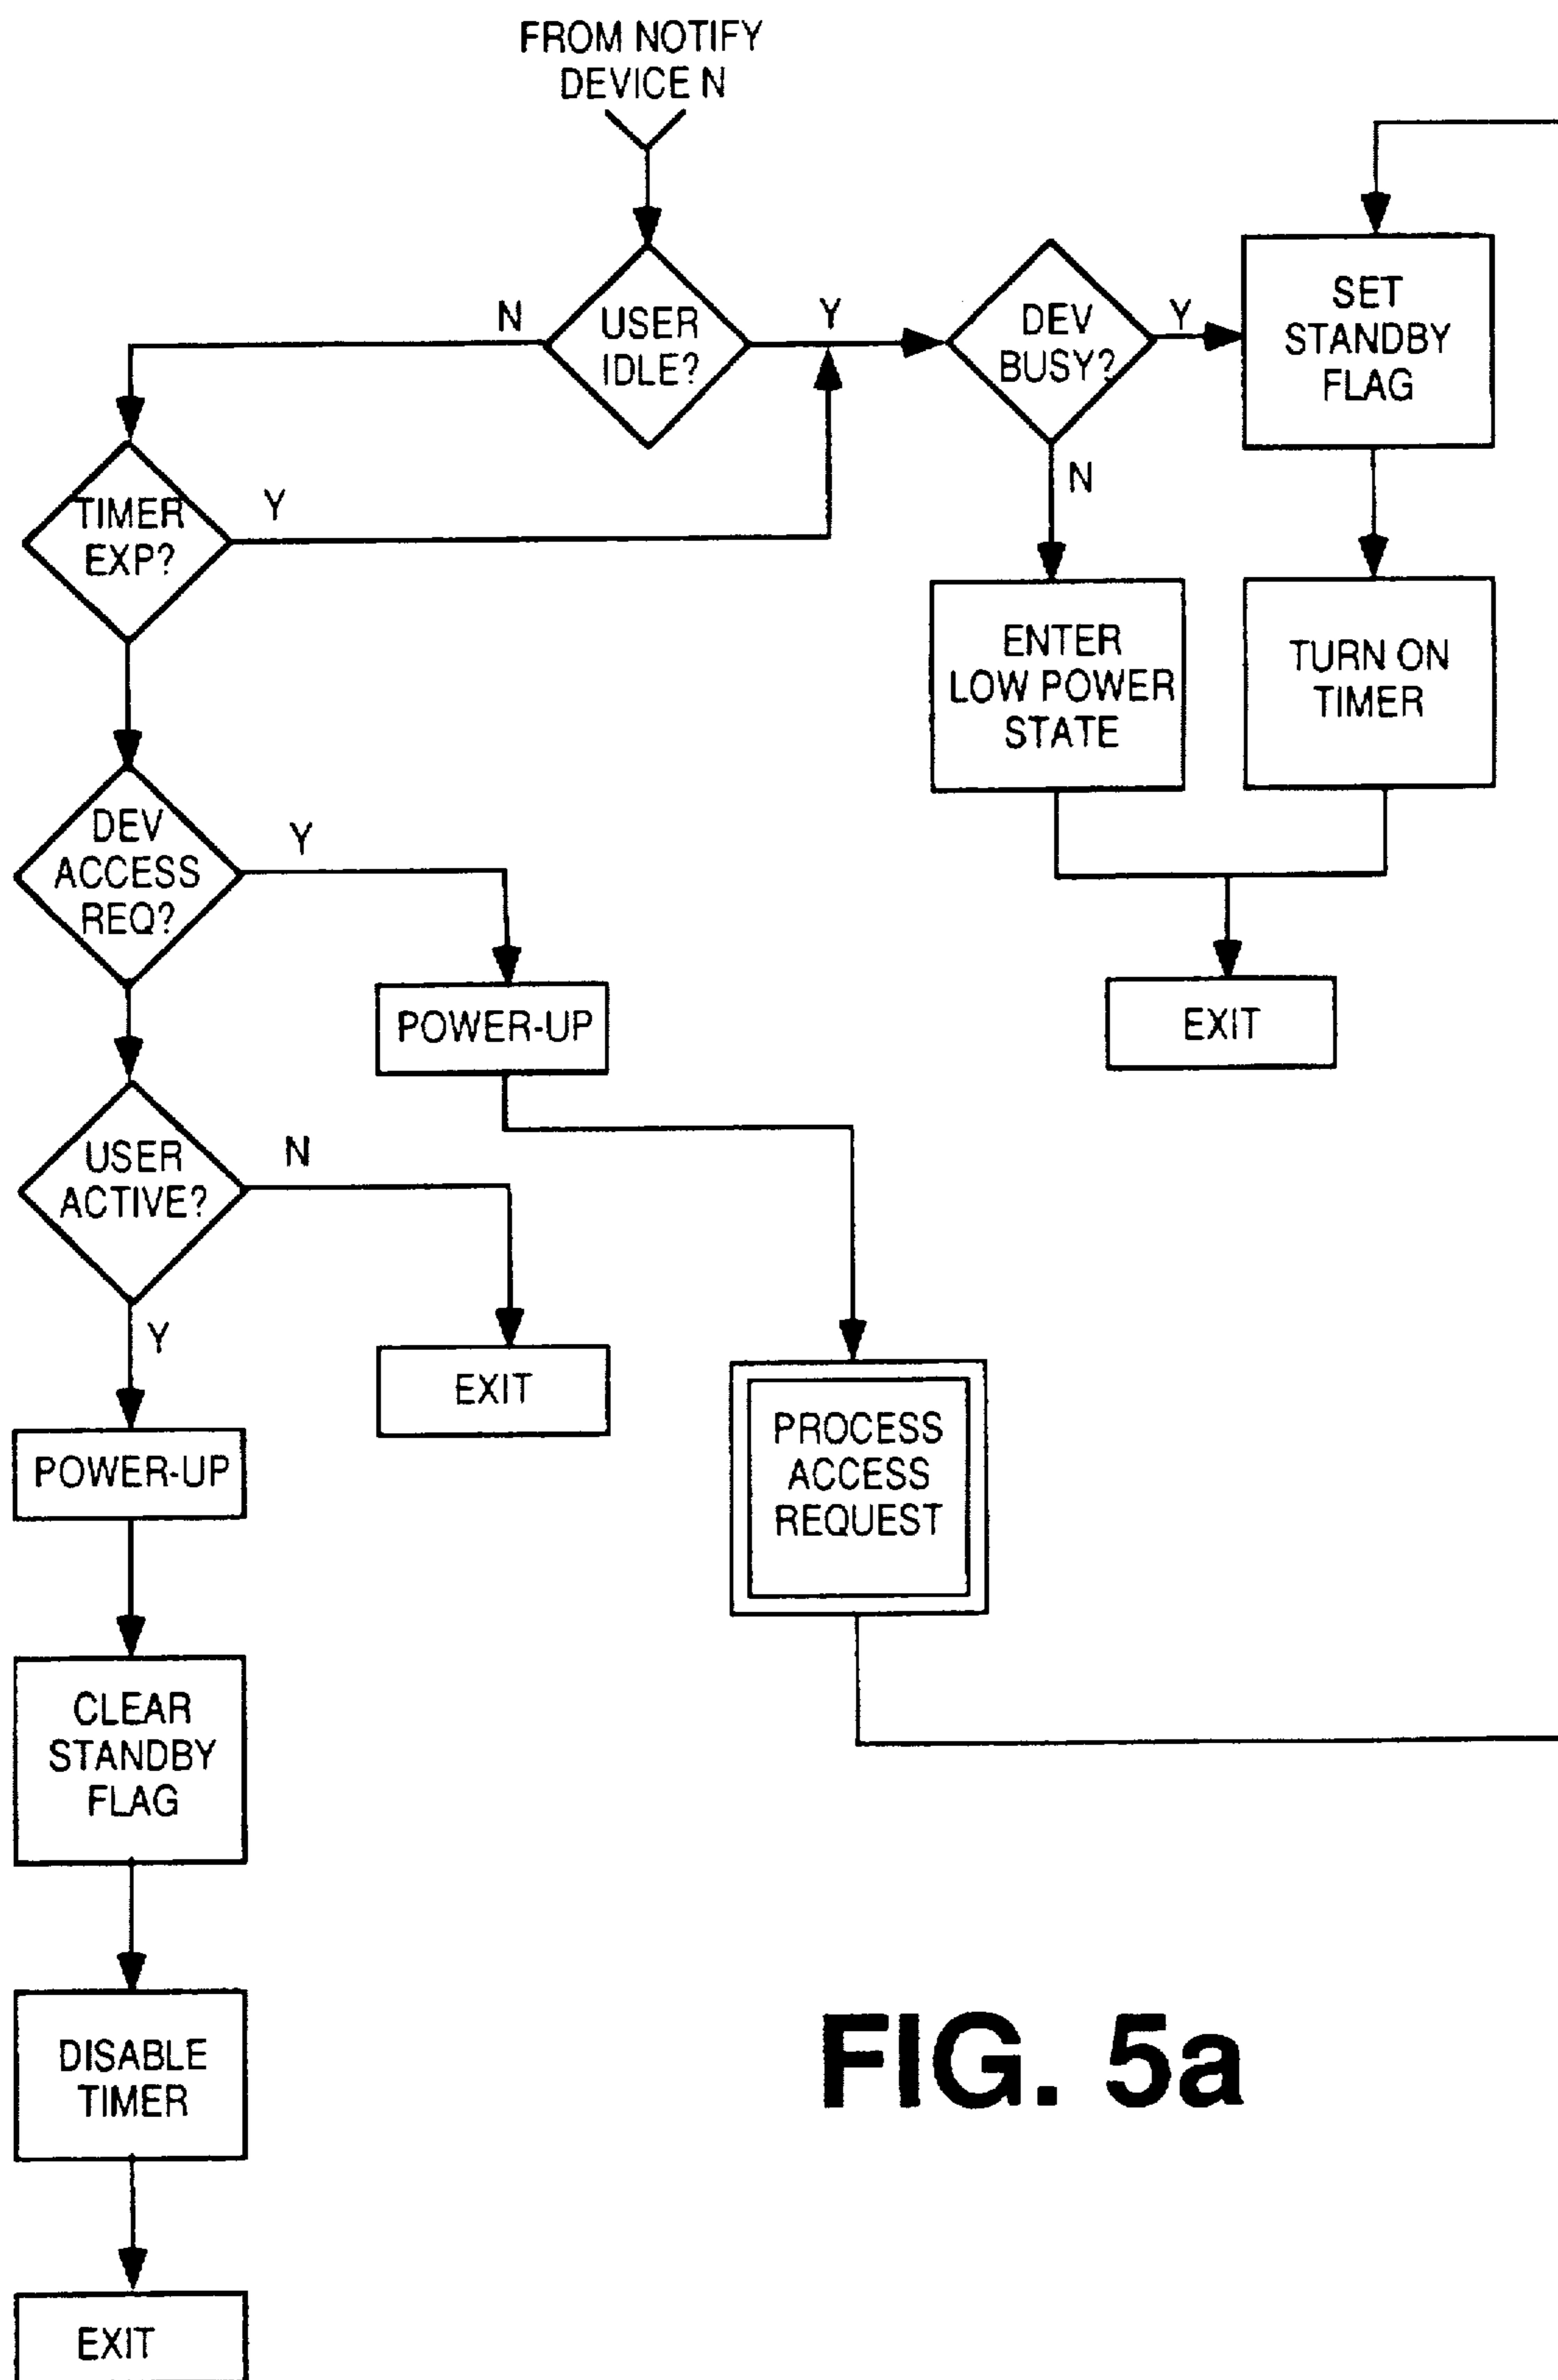 FROM NOTIFY
DEVICE N
N
USER
IDLE?
Y
DEV
BUSY?
Y
SET
STANDBY
FLAG
TIMER
EXP?
Y
N
ENTER
LOW POWER
STATE
TURN ON
TIMER
DEV
ACCESS
REQ?
Y
POWER-UP
EXIT
USER
ACTIVE?
N
Y
EXIT
PROCESS
ACCESS
REQUEST
POWER-UP
CLEAR
STANDBY
FLAG
DISABLE
TIMER
EXIT
FIG. 5a